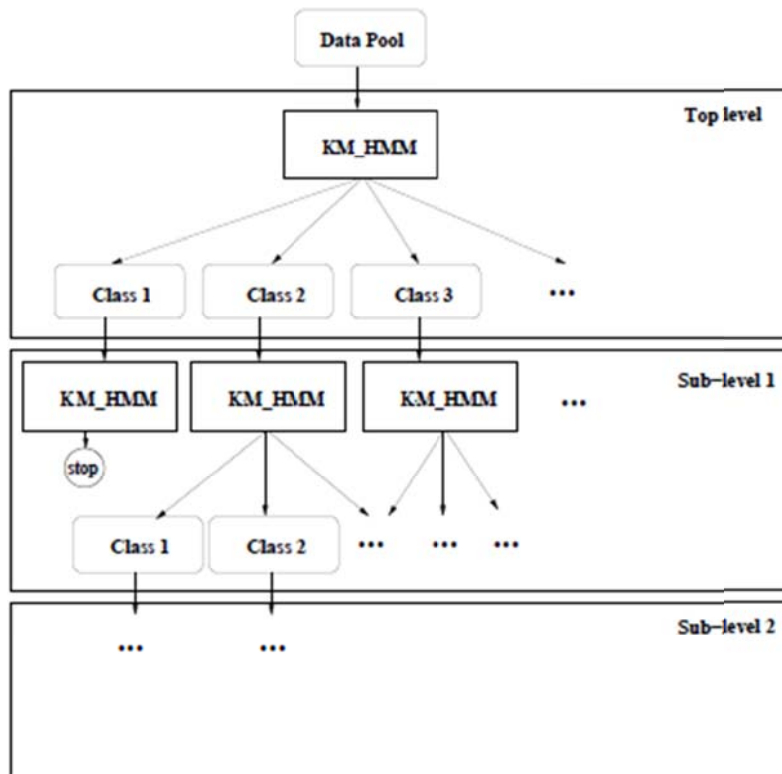 Data Pool
Top level
KM_HMM
Class 1
Class 2
Class 3
...
Sub-level 1
KM_HMM
KM_HMM
KM_HMM
...
stop
Class 1
Class 2
...
...
...
Sub-level 2
...
...